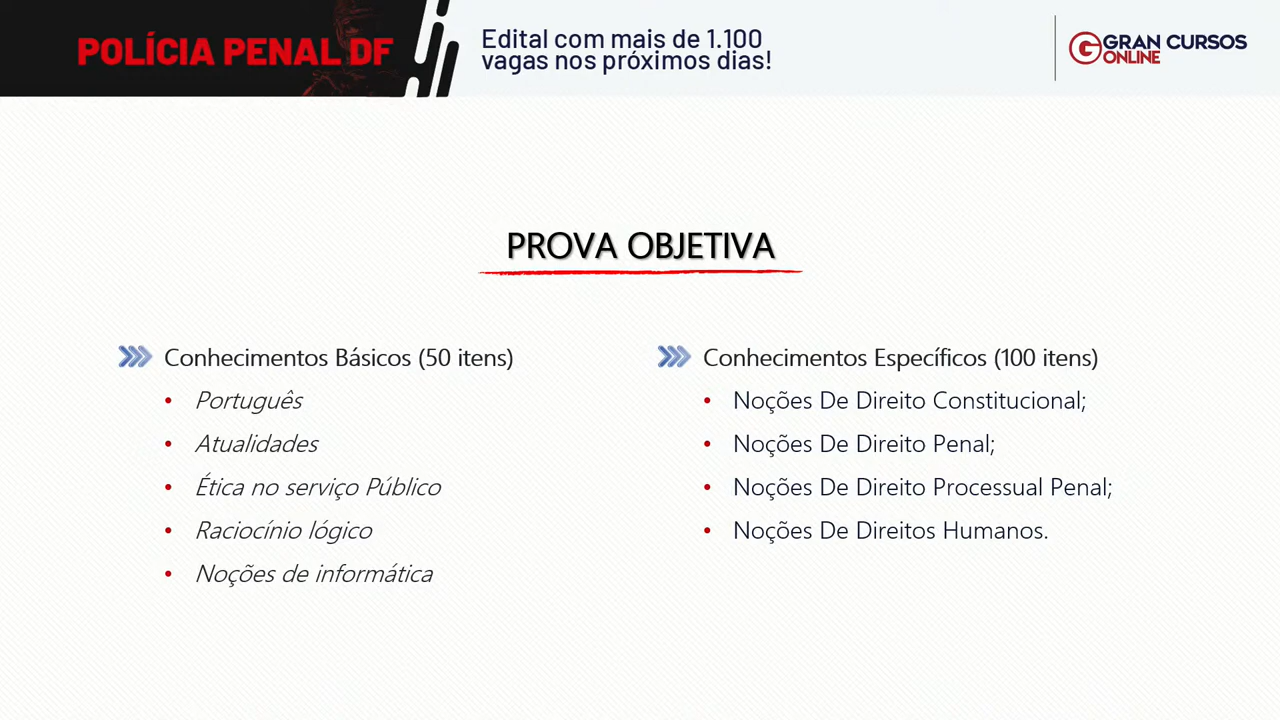 POLÍCIA PENAL DF
Edital com mais de 1.100
vagas nos próximos dias!
GRAN CURSOS
ONLINE
PROVA OBJETIVA
Conhecimentos Básicos (50 itens)
• Português
• Atualidades
• Ética no serviço Público
• Raciocínio lógico
• Noções de informática
Conhecimentos Específicos (100 itens)
• Noções De Direito Constitucional;
• Noções De Direito Penal;
• Noções De Direito Processual Penal;
• Noções De Direitos Humanos.